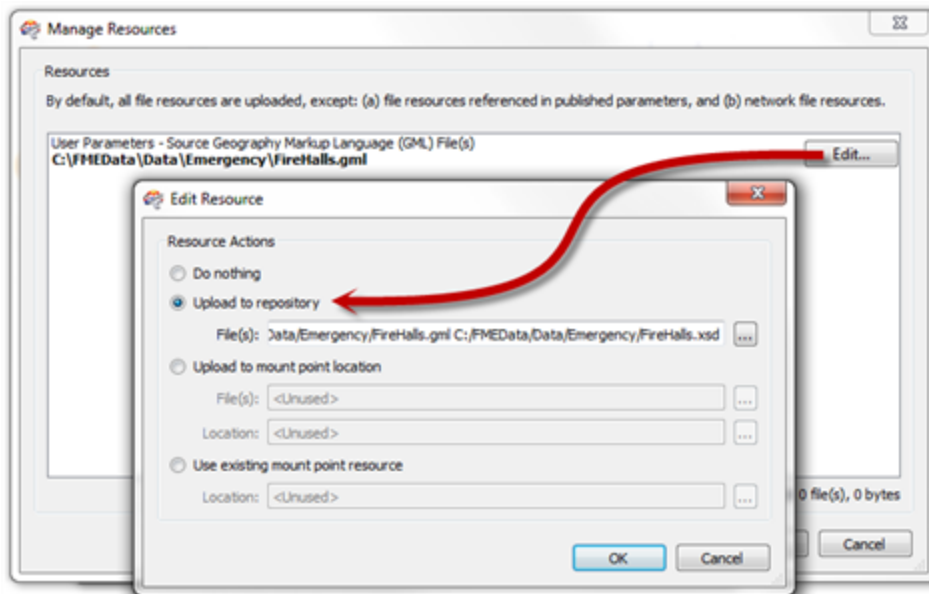 Manage Resources
Resources
By default, all file resources are uploaded, except: (a) file resources referenced in published parameters, and (b) network file resources.
User Parameters - Source Geography Markup Language (GML) File(s)
C:\FMEData\Data\Emergency\FireHalls.gml
Edit...
Edit Resource
Resource Actions
Do nothing
Upload to repository
File(s): Data/Emergency/FireHalls.gml C:/FMEData/Data/Emergency/FireHalls.xsd ...
Upload to mount point location
File(s): <Unused> ...
Location: <Unused> ...
Use existing mount point resource
Location: <Unused> ...
0 file(s), 0 bytes
OK Cancel
Cancel